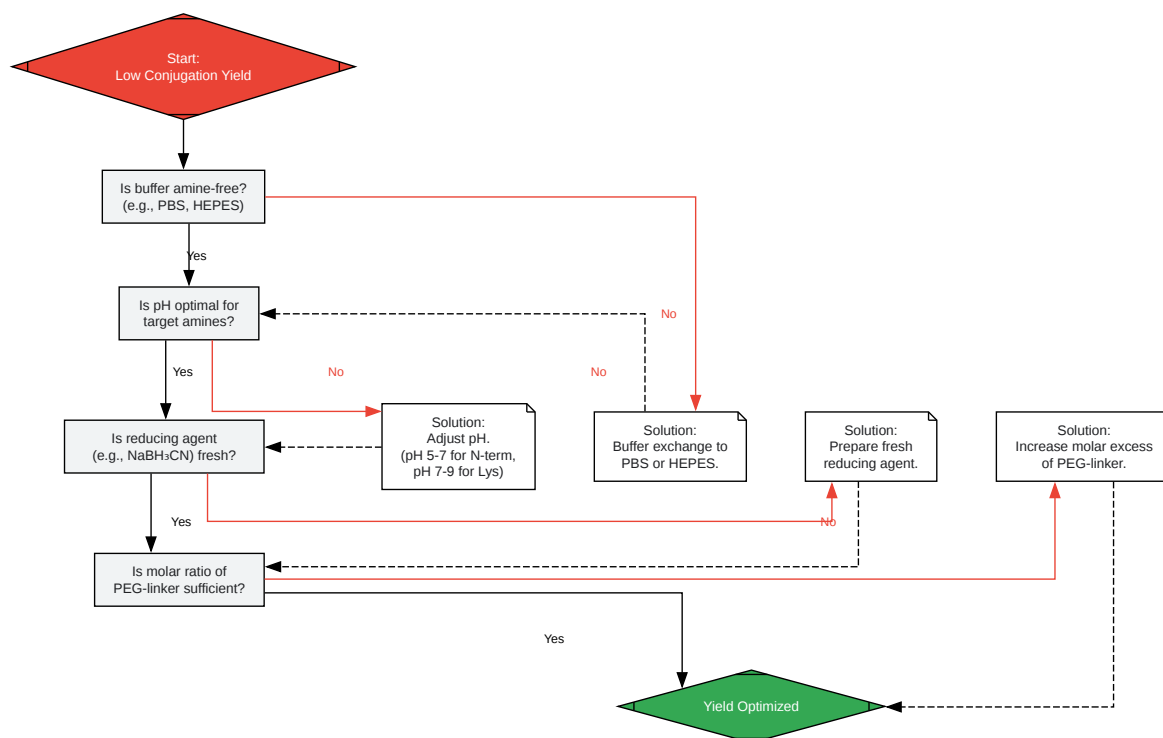 Start:
Low Conjugation Yield
Is buffer amine-free?
(e.g., PBS, HEPES)
Yes
Is pH optimal for
target amines?
No
Yes
No
No
Is reducing agent
(e.g., NaBH₃CN) fresh?
Solution:
Adjust pH.
(pH 5-7 for N-term,
pH 7-9 for Lys)
Solution:
Buffer exchange to
PBS or HEPES.
Solution:
Prepare fresh
reducing agent.
Solution:
Increase molar excess
of PEG-linker.
Yes
No
Is molar ratio of
PEG-linker sufficient?
Yes
Yield Optimized